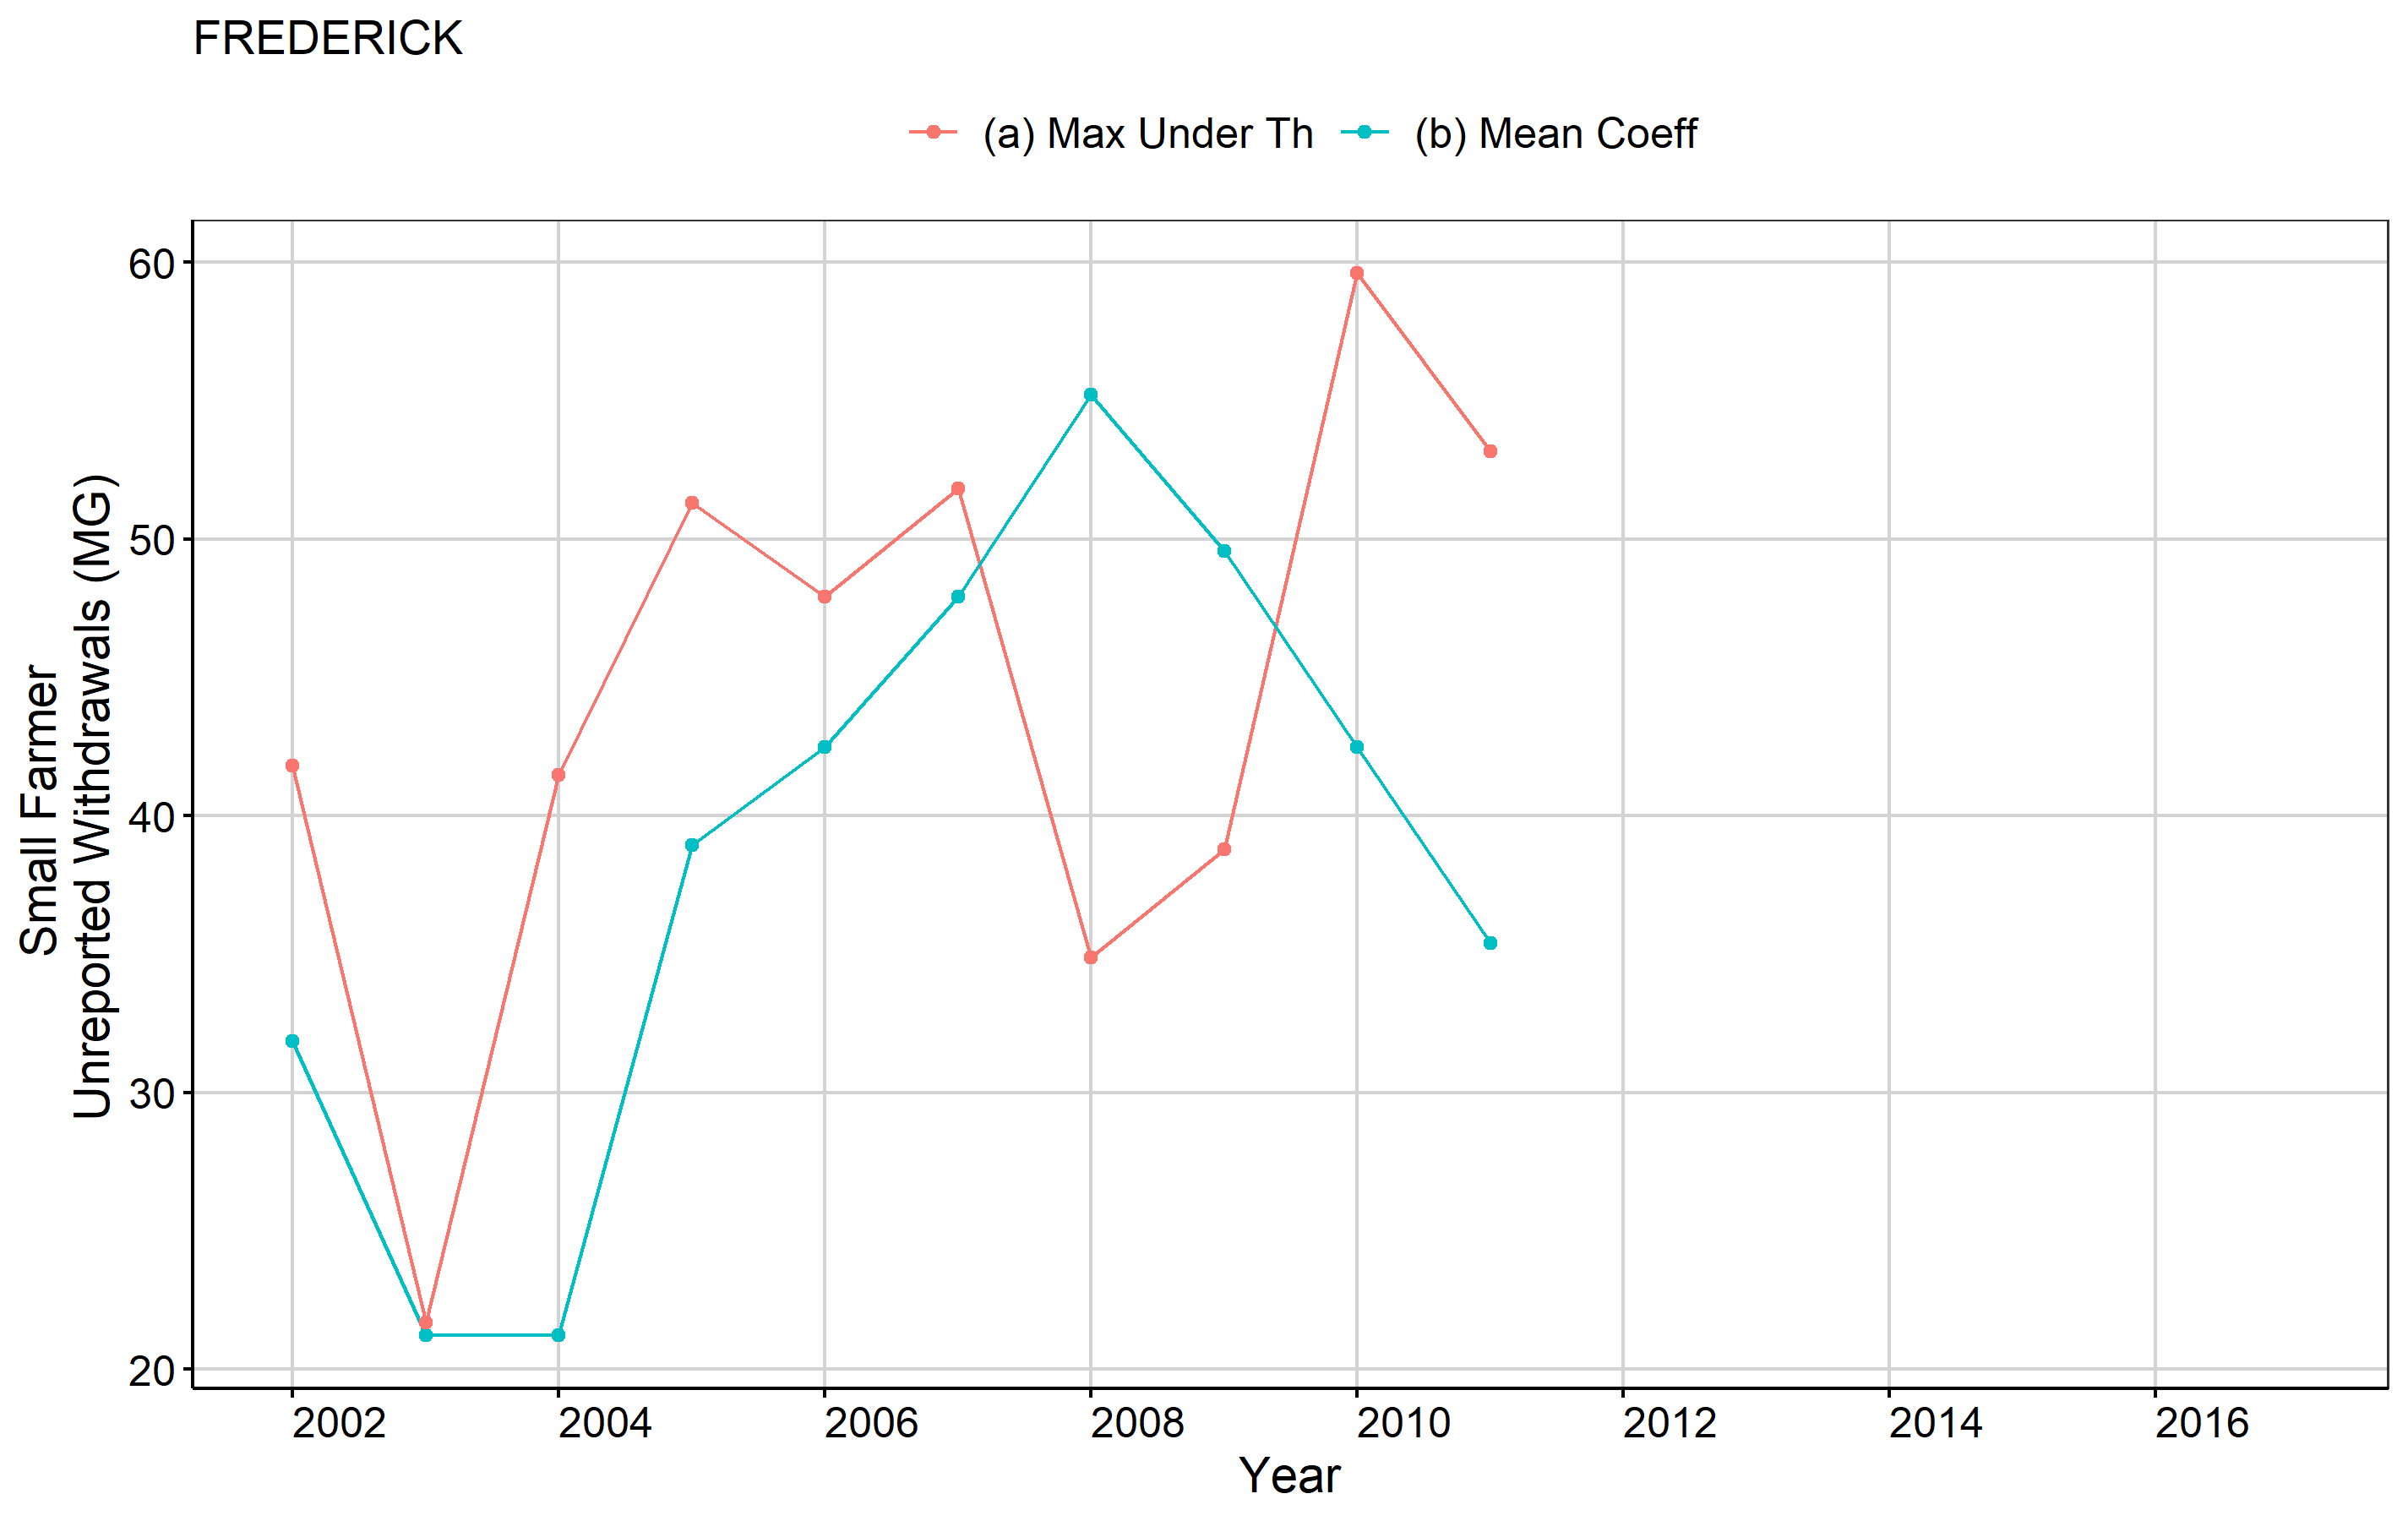 FREDERICK
(a) Max Under Th (b) Mean Coeff
Small Farmer
Unreported Withdrawals (MG)
60
50
40
30
20
2002 2004 2006 2008 2010 2012 2014 2016
Year